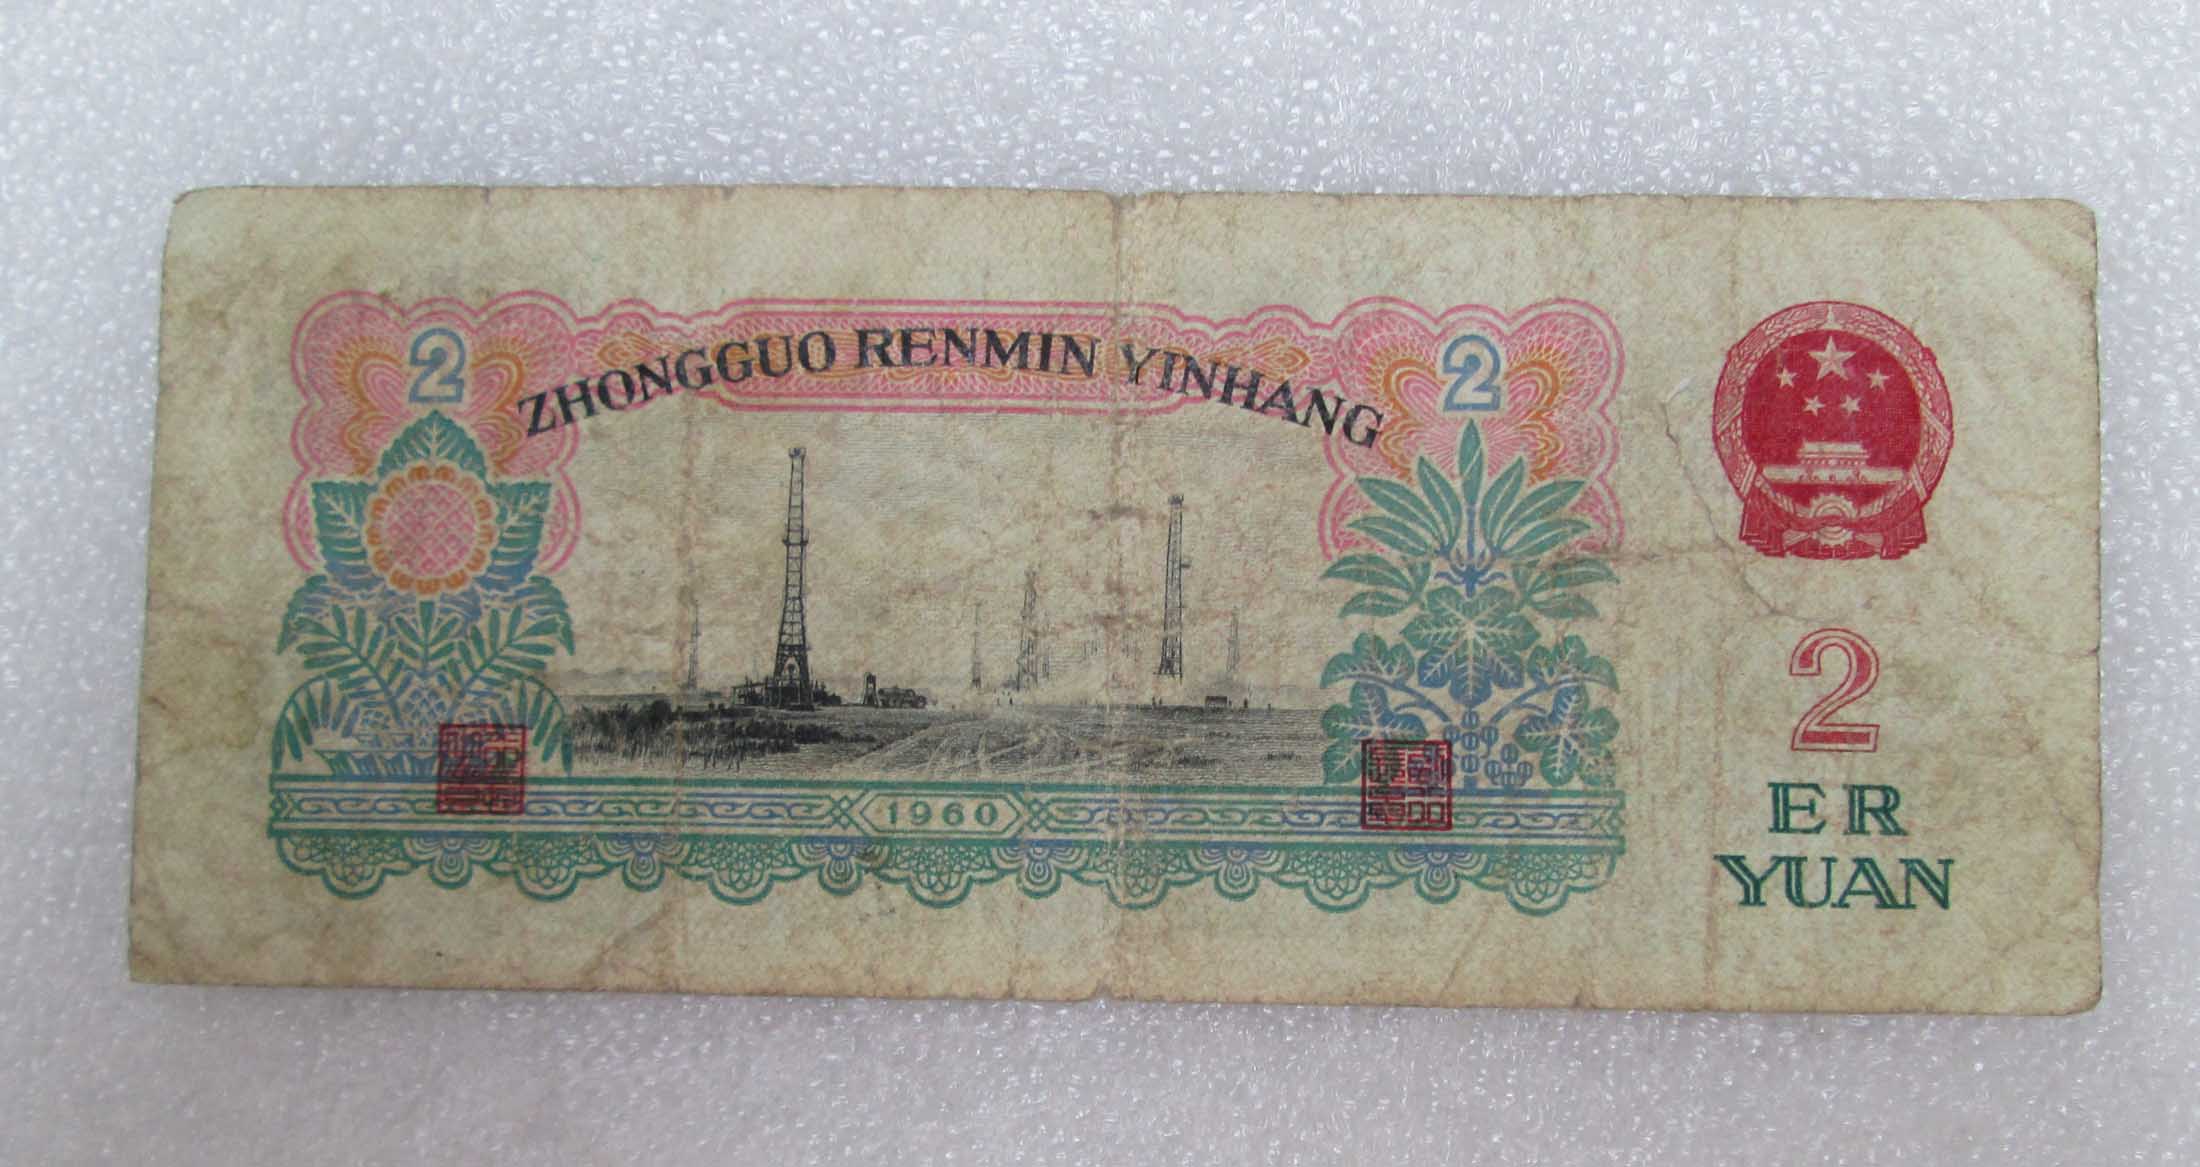 2 2
ZHONGGUO RENMIN YINHANG
1960
2
ER
YUAN